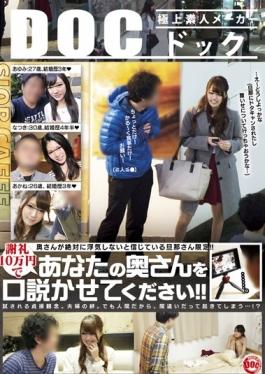 DOC
極上素人メーカー
ドック
あゆみ:27歳、結婚歴3年♥
なつき:30歳、結婚歴4年半♥
あかね:26歳、結婚歴3年♥
奥さんが絶対に浮気しないと信じている旦那さん限定!!
謝礼
10万円で
あなたの奥さんを
口説かせてください!!
試される貞操観念。夫婦の絆。でも人間だから、間違いだって起きてしまう…!?
DOC